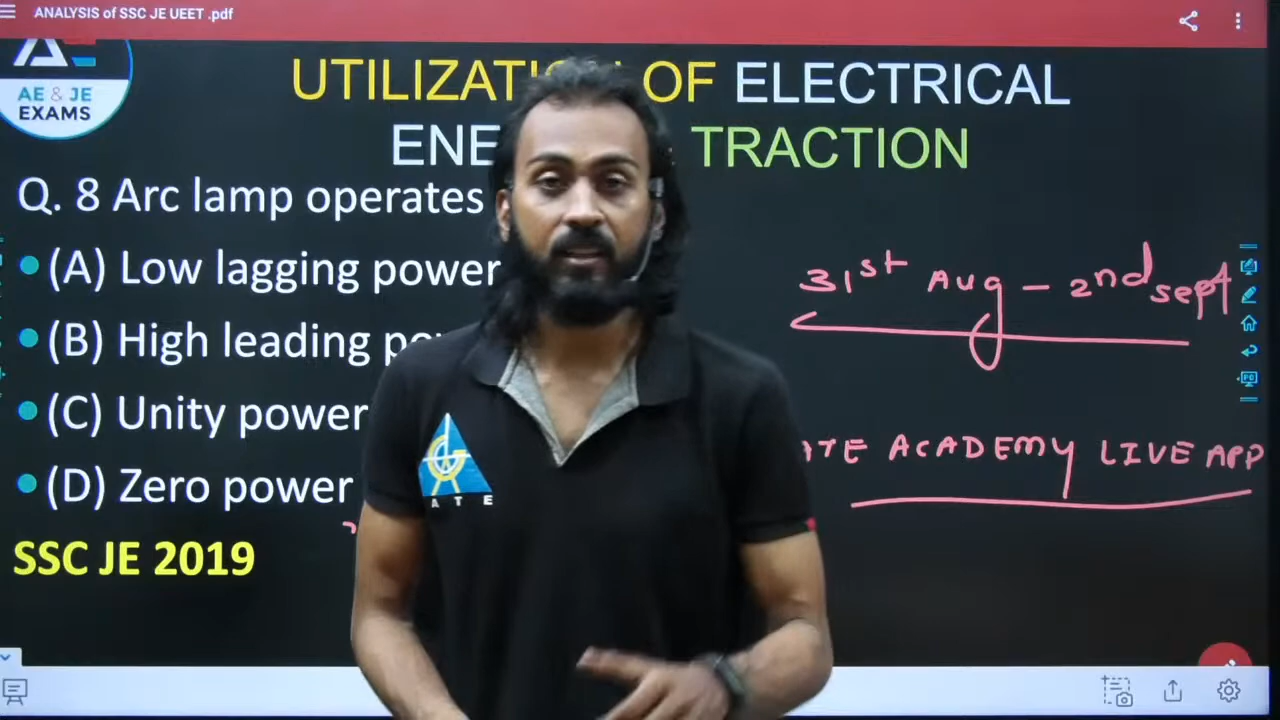 ANALYSIS of SSC JE UEET .pdf
AE & JE
EXAMS
UTILIZATI OF ELECTRICAL
ENE TRACTION
Q. 8 Arc lamp operates
(A) Low lagging power
(B) High leading po
(C) Unity power
(D) Zero power
SSC JE 2019
31st Aug - 2nd sept
ATE ACADEMY LIVE APP
ATE